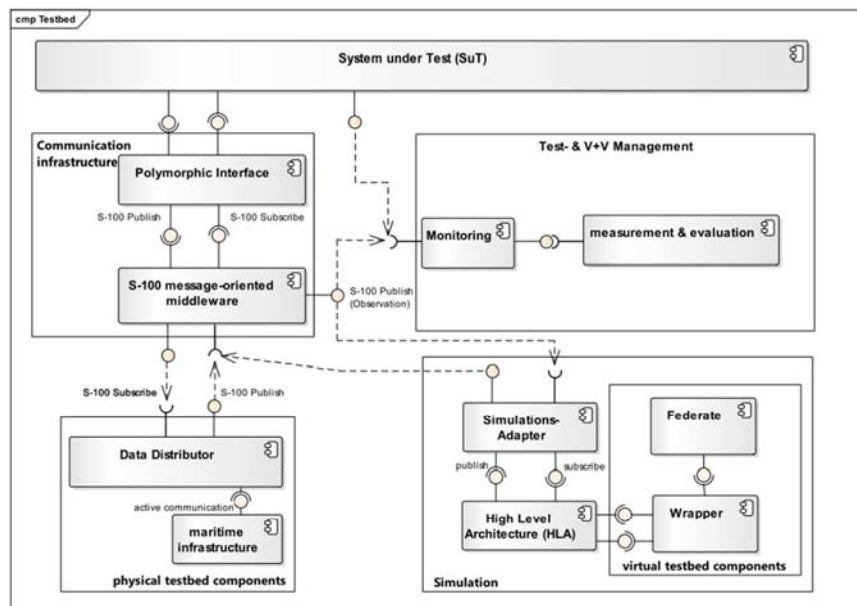 cmp Testbed
System under Test (SuT)
Communication
infrastructure
Polymorphic Interface
S-100 Publish
S-100 Subscribe
S-100 message-oriented
middleware
Test- & V+V Management
Monitoring
measurement & evaluation
S-100 Publish
(Observation)
S-100 Subscribe
S-100 Publish
Data Distributor
active communication
maritime
infrastructure
physical testbed components
Simulations-
Adapter
publish
subscribe
High Level
Architecture (HLA)
Federate
Wrapper
virtual testbed components
Simulation